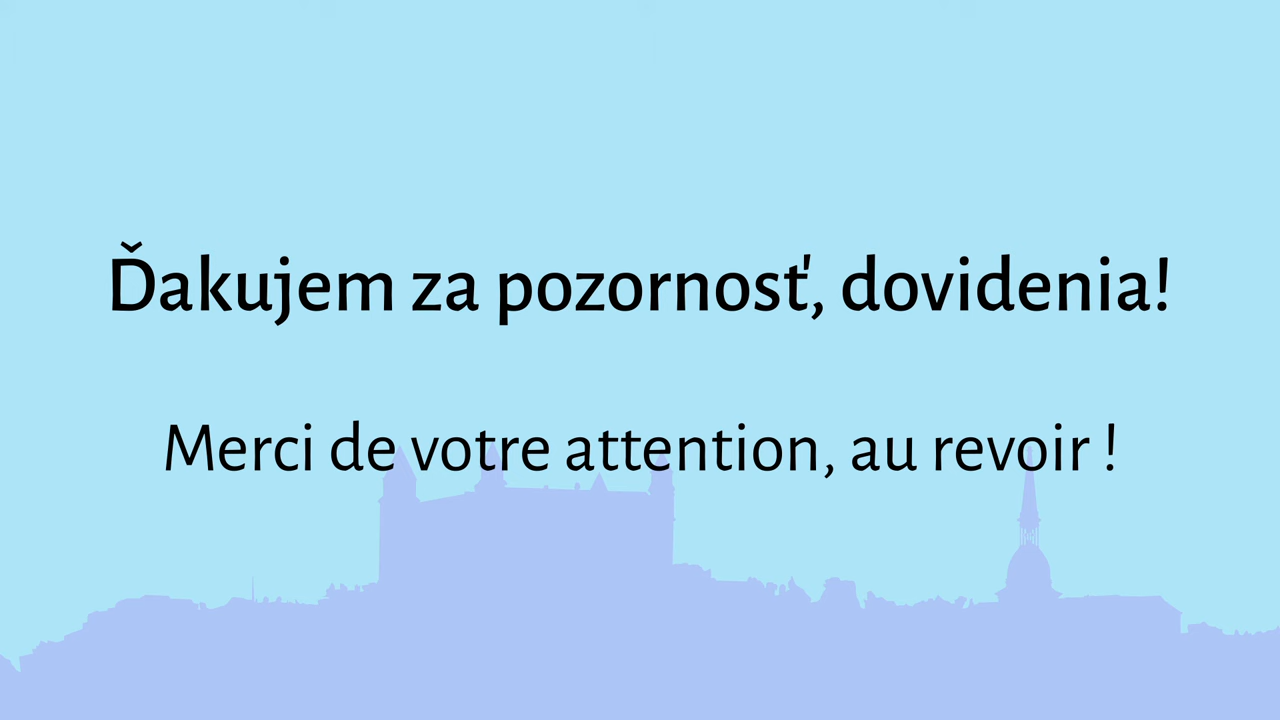 Ďakujem za pozornosť, dovidenia!
Merci de votre attention, au revoir !